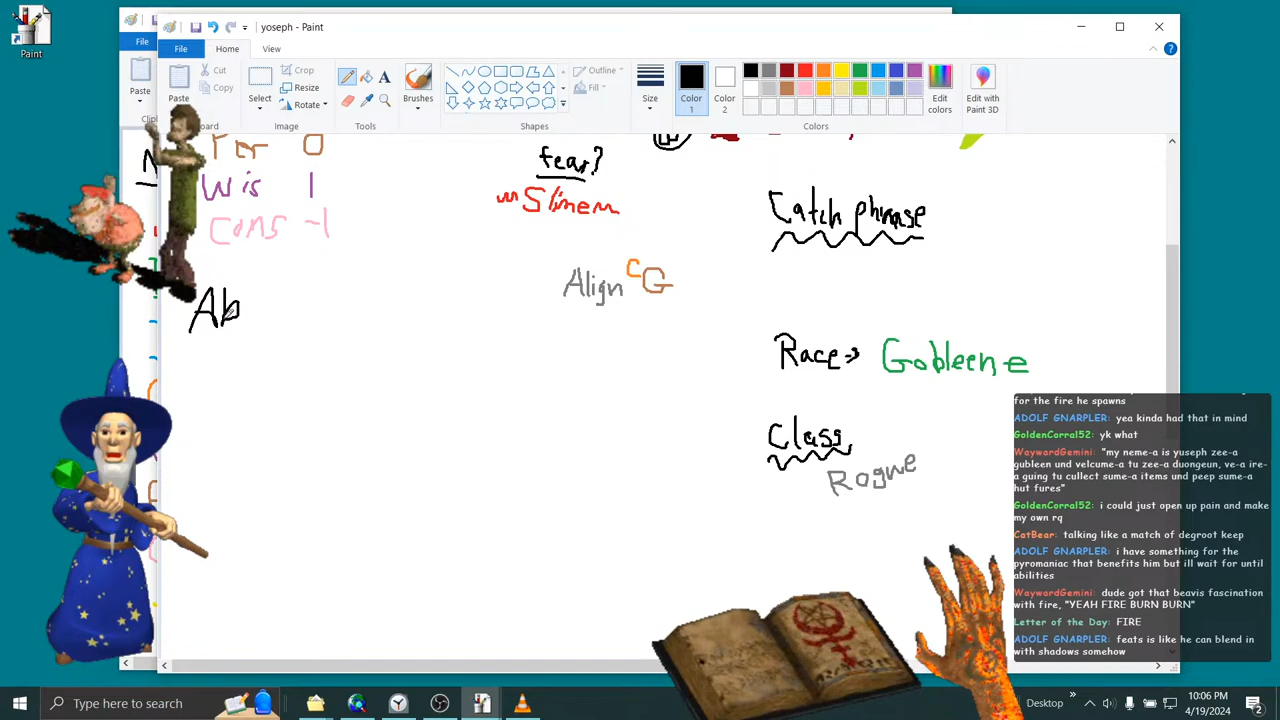 Paint
File
Paste
yoseph - Paint
File
Home
View
Paste
Cut
Copy
Select
Crop
Resize
Rotate
Image
Tools
Brushes
Shapes
Outline
Fill
Size
Color 1
Color 2
Edit colors
Edit with Paint 3D
Colors
Per 0
Wis 1
Cons -1
Ab
fear?
Slimem
Align CG
Catch phrase
Race → Gobleene
Class
Rogue
for the fire he spawns
ADOLF GNARPLER: yea kinda had that in mind
GoldenCorral52: yk what
WaywardGemini: "my neme-a is yuseph zee-a
gubleen und velcume-a tu zee-a duongeun, ve-a ire-
a guing tu cullect sume-a items und peep sume-a
hut fures"
GoldenCorral52: i could just open up pain and make
my own rq
CatBear: talking like a match of degroot keep
ADOLF GNARPLER: i have something for the
pyromaniac that benefits him but ill wait for until
abilities
WaywardGemini: dude got that beavis fascination
with fire, "YEAH FIRE BURN BURN"
Letter of the Day: FIRE
ADOLF GNARPLER: feats is like he can blend in
with shadows somehow
Type here to search
Desktop
10:06 PM
4/19/2024
2